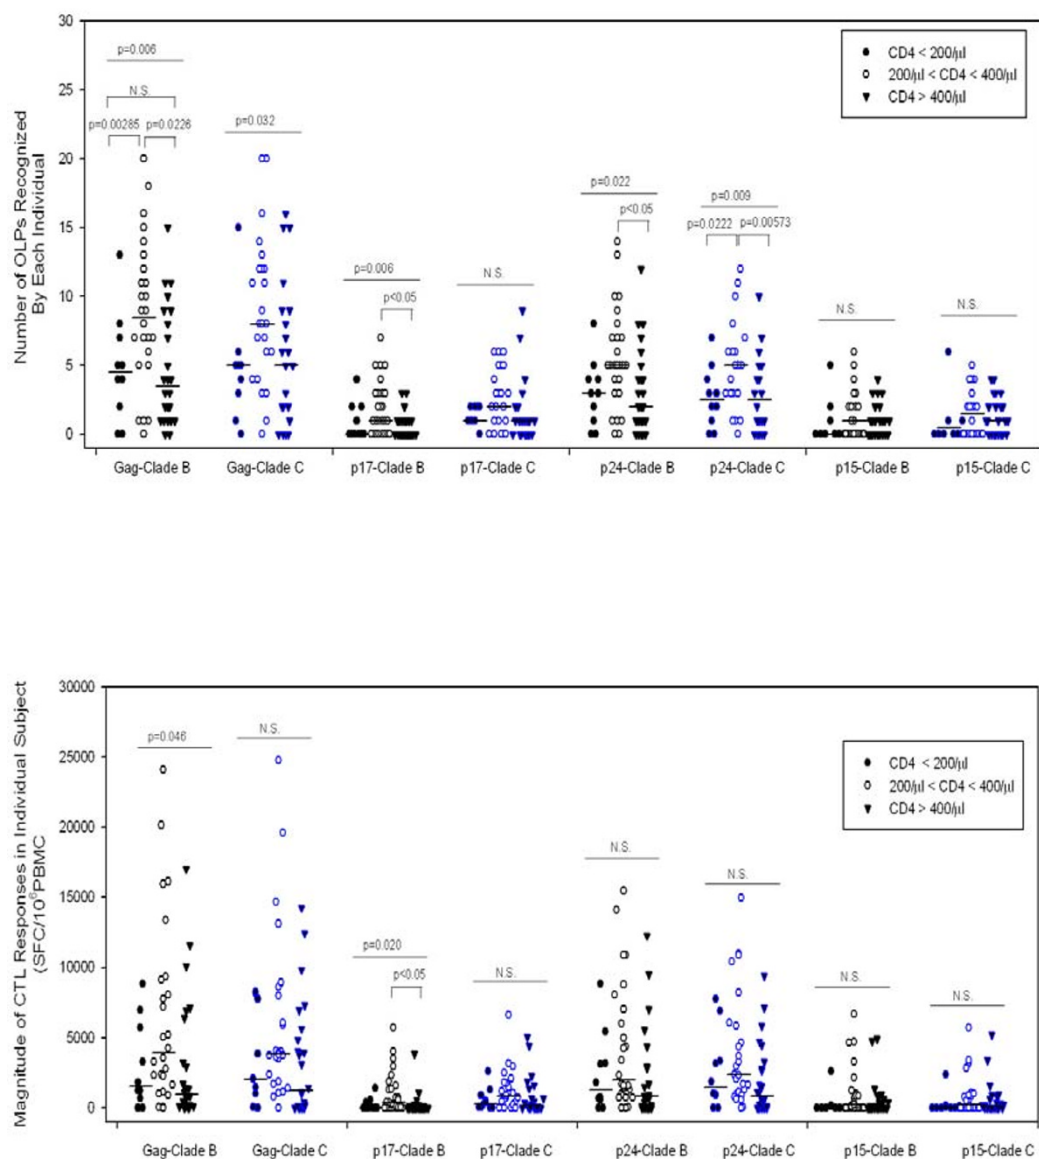 30
25
20
15
10
5
0
Number of OLPs Recognized
By Each Individual
CD4 < 200/µl
200/µl < CD4 < 400/µl
CD4 > 400/µl
p=0.006
N.S.
p=0.00285
p=0.0226
p=0.032
p=0.006
p<0.05
N.S.
p=0.022
p<0.05
p=0.009
p=0.0222
p=0.00573
N.S.
N.S.
Gag-Clade B
Gag-Clade C
p17-Clade B
p17-Clade C
p24-Clade B
p24-Clade C
p15-Clade B
p15-Clade C
30000
25000
20000
15000
10000
5000
0
Magnitude of CTL Responses in Individual Subject
(SFC/10⁶PBMC
CD4 < 200/µl
200/µl < CD4 < 400/µl
CD4 > 400/µl
p=0.046
N.S.
p=0.020
p<0.05
N.S.
N.S.
N.S.
N.S.
N.S.
Gag-Clade B
Gag-Clade C
p17-Clade B
p17-Clade C
p24-Clade B
p24-Clade C
p15-Clade B
p15-Clade C